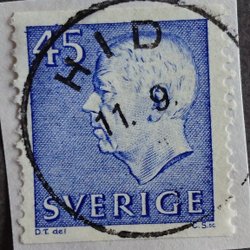 45
HID
11. 9.
SVERIGE
D.T. del
C.S. sc